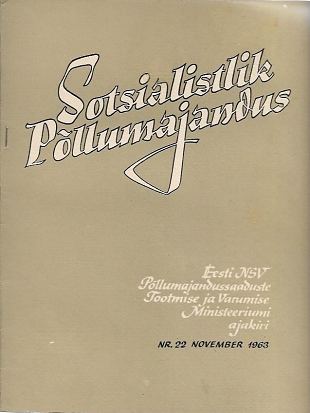 Sotsialistlik
Põllumajandus
Eesti NSV
Põllumajandussaaduste
Tootmise ja Varumise
Ministeeriumi
ajakiri
NR. 22 NOVEMBER 1963